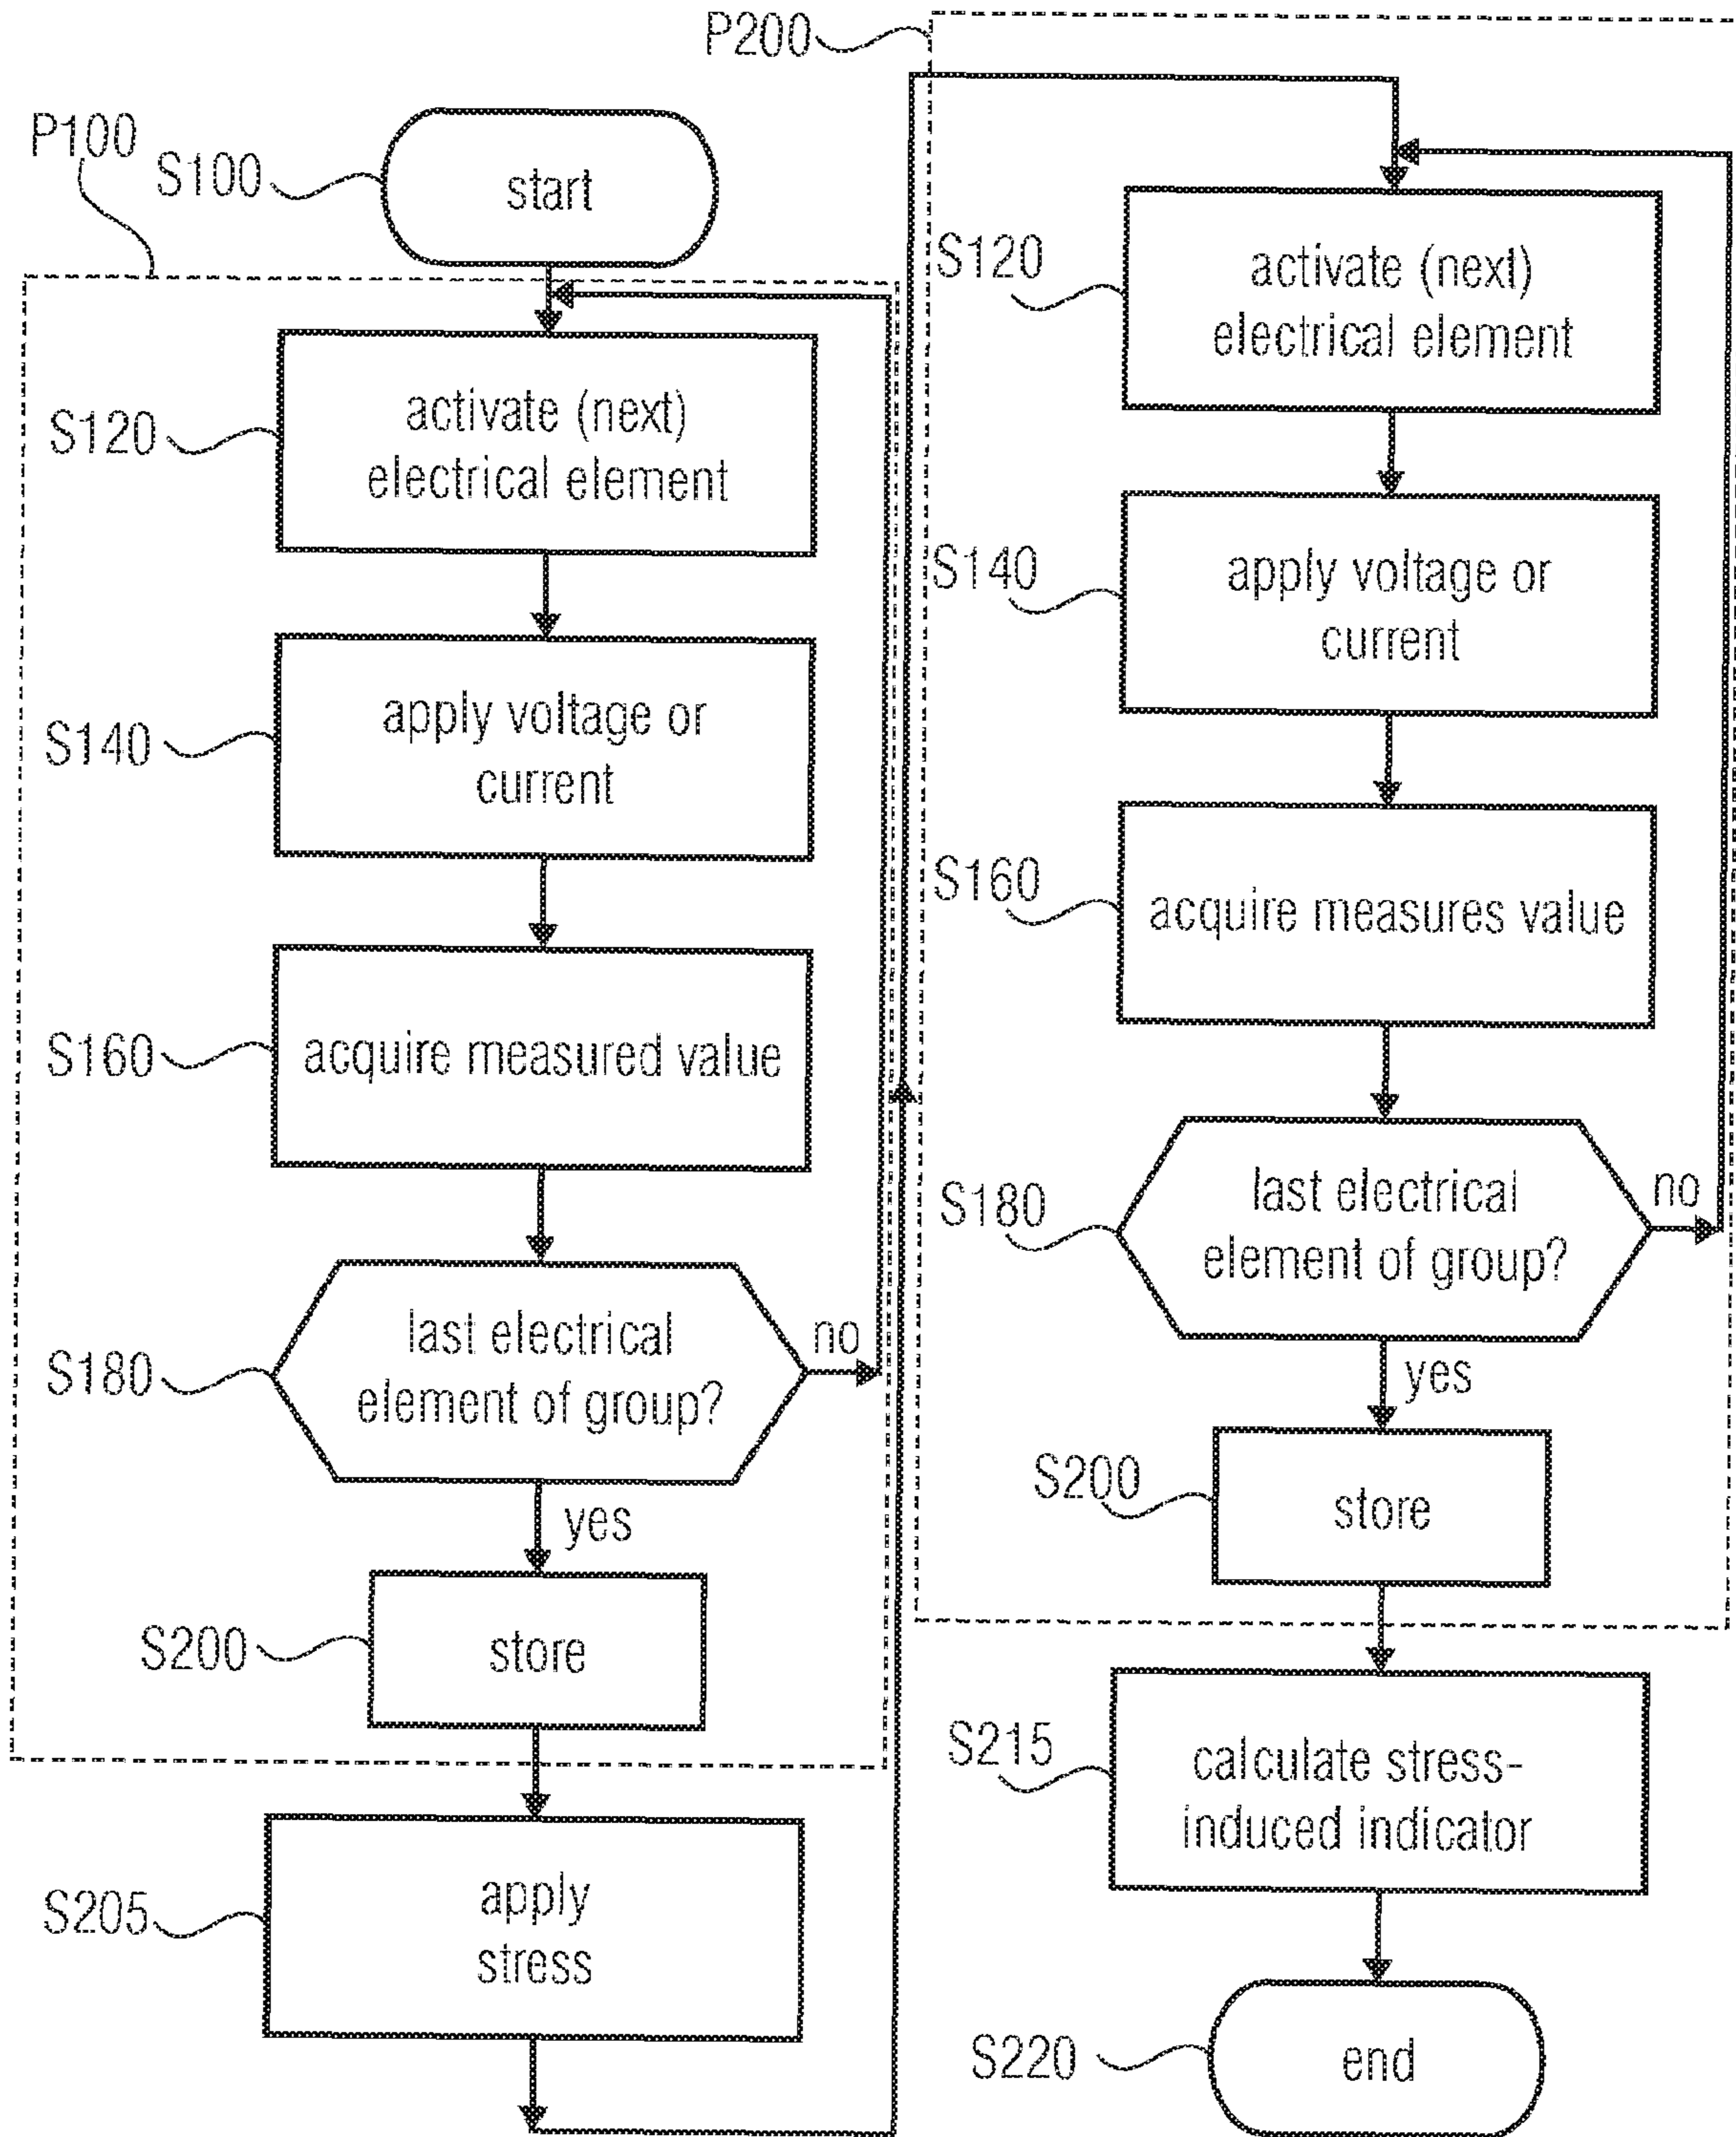 P100
S100
start
S120
activate (next)
electrical element
S140
apply voltage or
current
S160
acquire measured value
S180
last electrical
element of group?
no
yes
S200
store
S205
apply
stress
P200
S120
activate (next)
electrical element
S140
apply voltage or
current
S160
acquire measures value
S180
last electrical
element of group?
no
yes
S200
store
S215
calculate stress-
induced indicator
S220
end